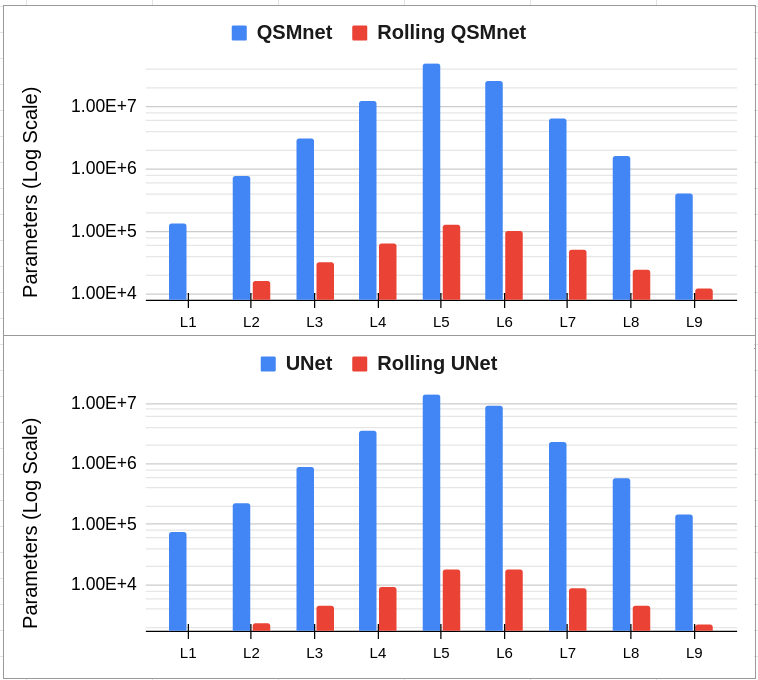 QSMnet Rolling QSMnet
Parameters (Log Scale)
1.00E+7
1.00E+6
1.00E+5
1.00E+4
L1 L2 L3 L4 L5 L6 L7 L8 L9
UNet Rolling UNet
Parameters (Log Scale)
1.00E+7
1.00E+6
1.00E+5
1.00E+4
L1 L2 L3 L4 L5 L6 L7 L8 L9